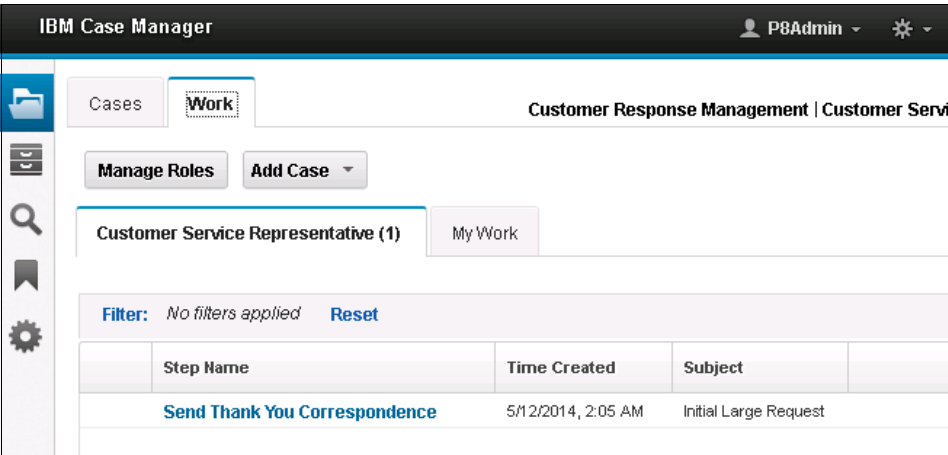 IBM Case Manager P8Admin
Cases Work Customer Response Management | Customer Servi
Manage Roles Add Case
Customer Service Representative (1) My Work
Filter: No filters applied Reset
Step Name Time Created Subject
Send Thank You Correspondence 5/12/2014, 2:05 AM Initial Large Request